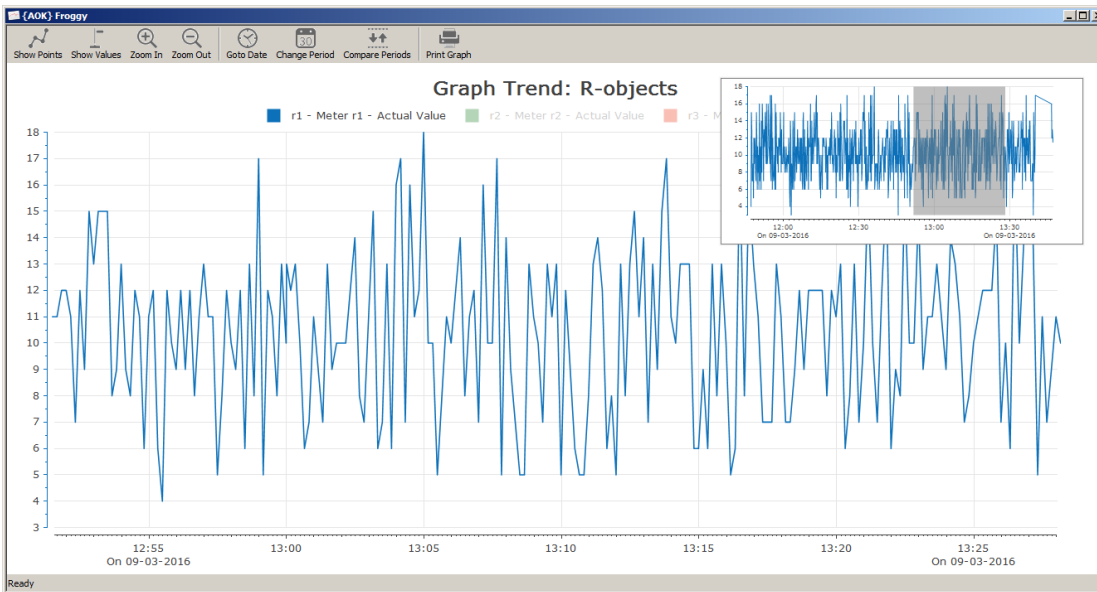 {AOK} Froggy
Show Points Show Values Zoom In Zoom Out Goto Date 30 Change Period Compare Periods Print Graph
Graph Trend: R-objects
r1 - Meter r1 - Actual Value r2 - Meter r2 - Actual Value r3 - M
18
17
16
15
14
13
12
11
10
9
8
7
6
5
4
3
12:55 13:00 13:05 13:10 13:15 13:20 13:25
On 09-03-2016 On 09-03-2016
18
16
14
12
10
8
6
4
12:00 12:30 13:00 13:30
On 09-03-2016 On 09-03-2016
Ready